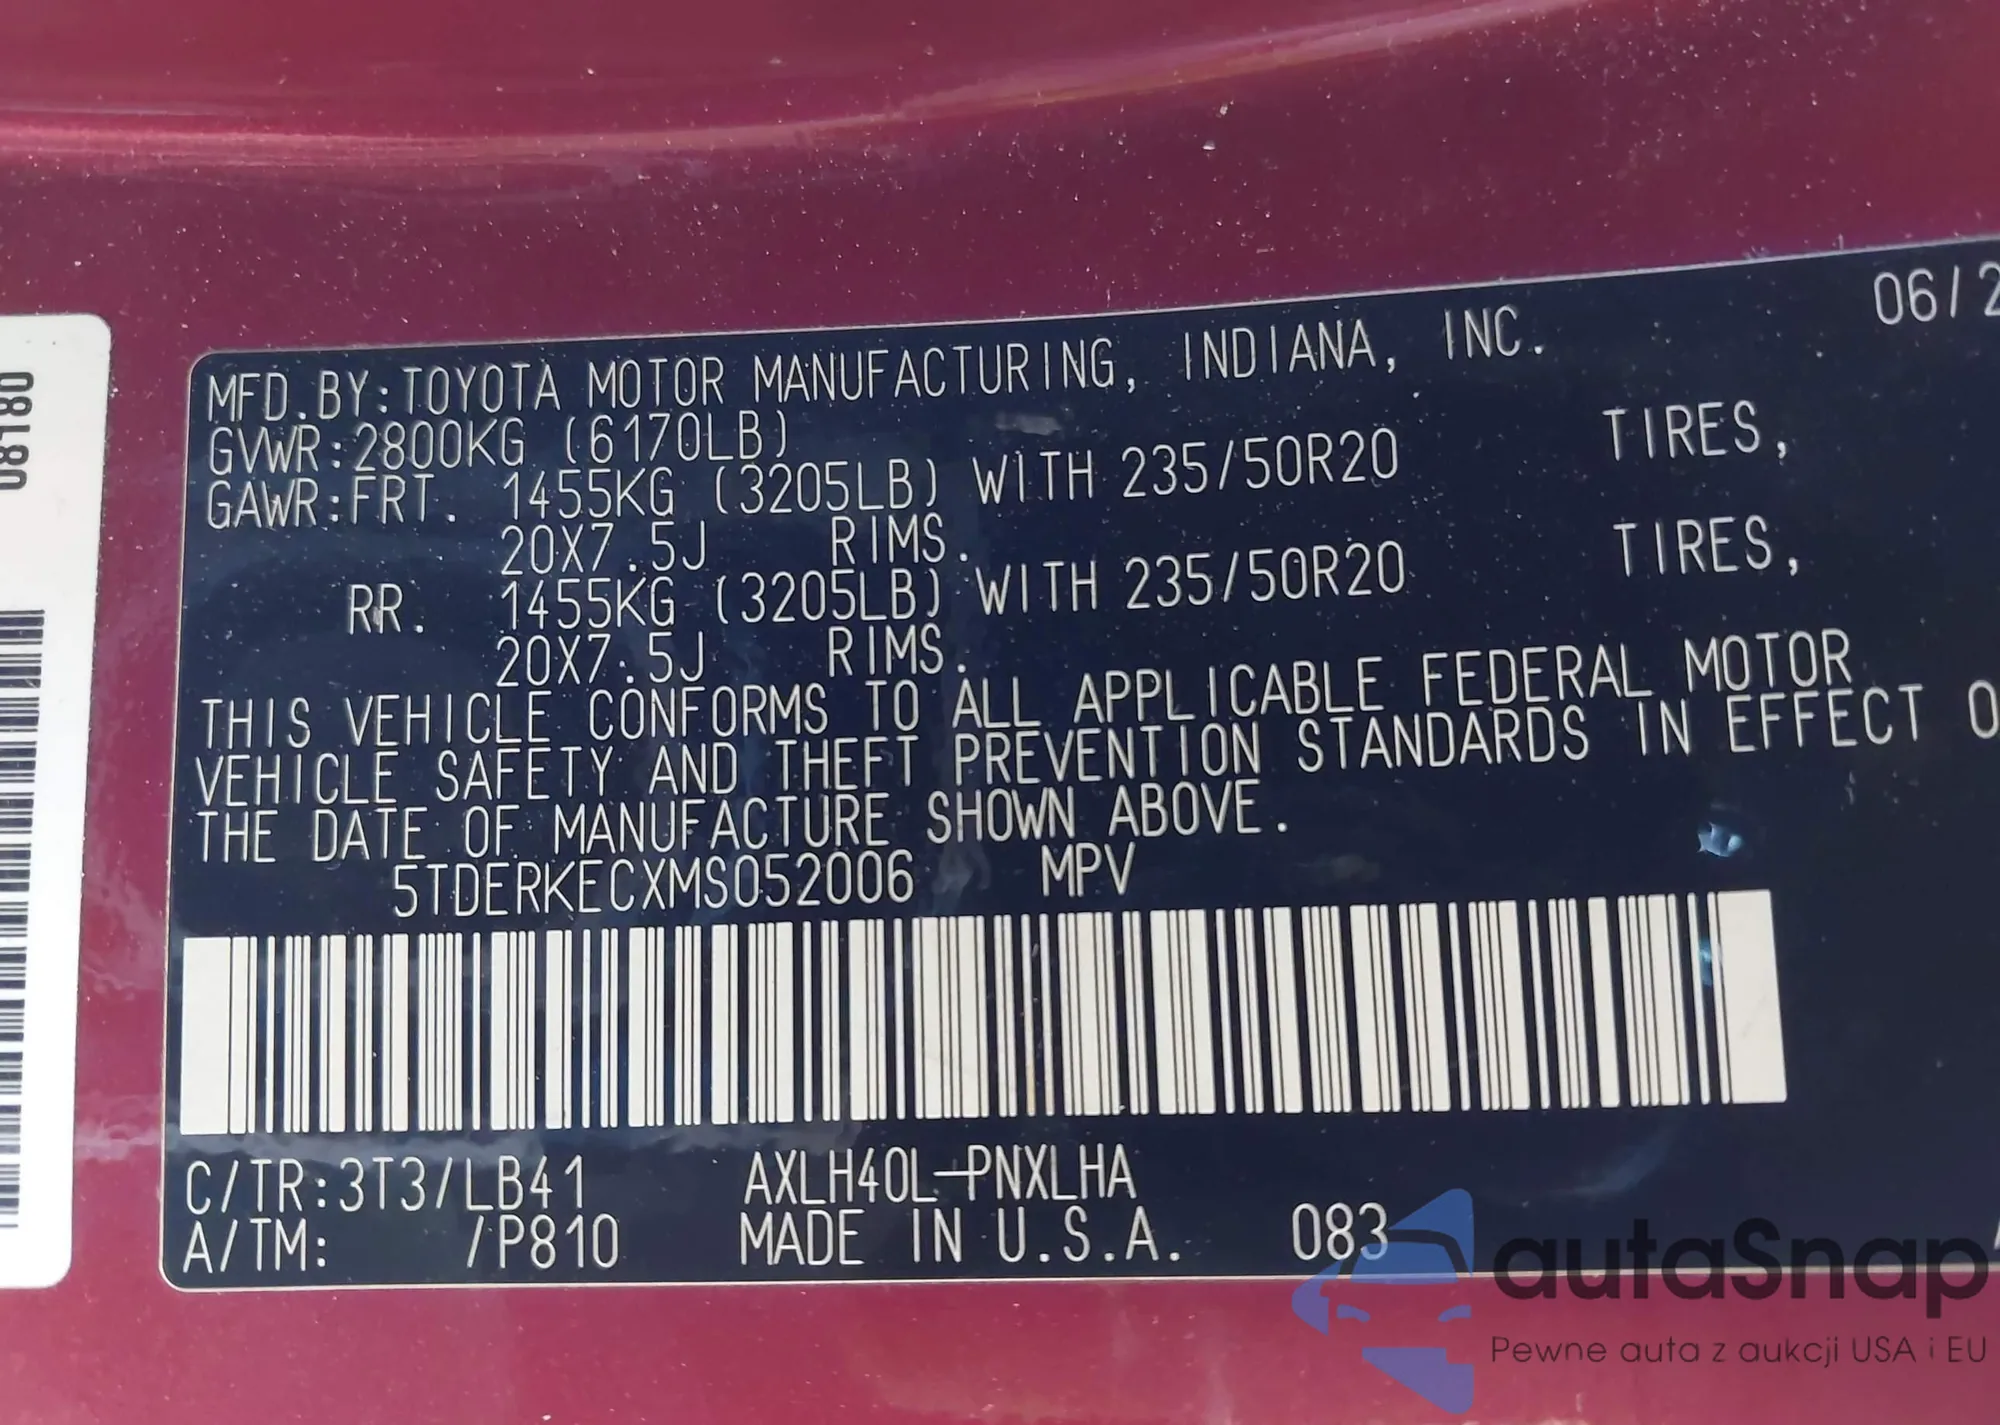 06/2
MFD.BY:TOYOTA MOTOR MANUFACTURING, INDIANA, INC.
GVWR:2800KG (6170LB)
GAWR:FRT. 1455KG (3205LB) WITH 235/50R20 TIRES,
20X7.5J RIMS.
RR. 1455KG (3205LB) WITH 235/50R20 TIRES,
20X7.5J RIMS.
THIS VEHICLE CONFORMS TO ALL APPLICABLE FEDERAL MOTOR
VEHICLE SAFETY AND THEFT PREVENTION STANDARDS IN EFFECT O
THE DATE OF MANUFACTURE SHOWN ABOVE.
5TDERKECXMS052006 MPV
C/TR:3T3/LB41 AXLH40L-PNXLHA
A/TM: /P810 MADE IN U.S.A. 083
08180
autaSnap
Pewne auta z aukcji USA i EU